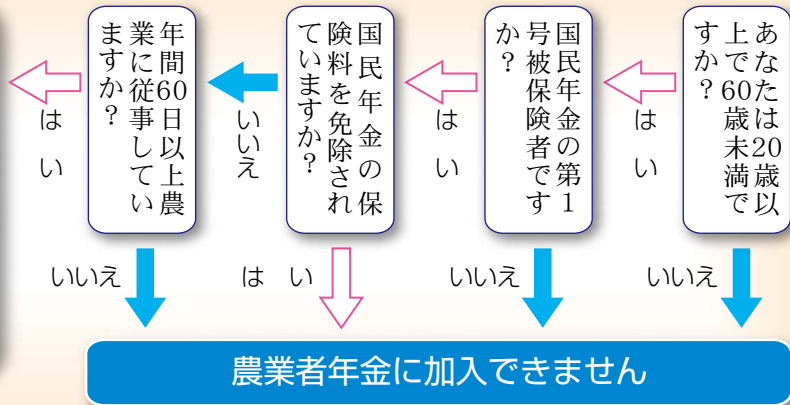 あなたは20歳以
上で60歳未満で
すか？
はい
いいえ
国民年金の第1
号被保険者です
か？
はい
いいえ
国民年金の保
険料を免除され
ていますか？
いいえ
はい
年間60日以上農
業に従事してい
ますか？
はい
いいえ
農業者年金に加入できません